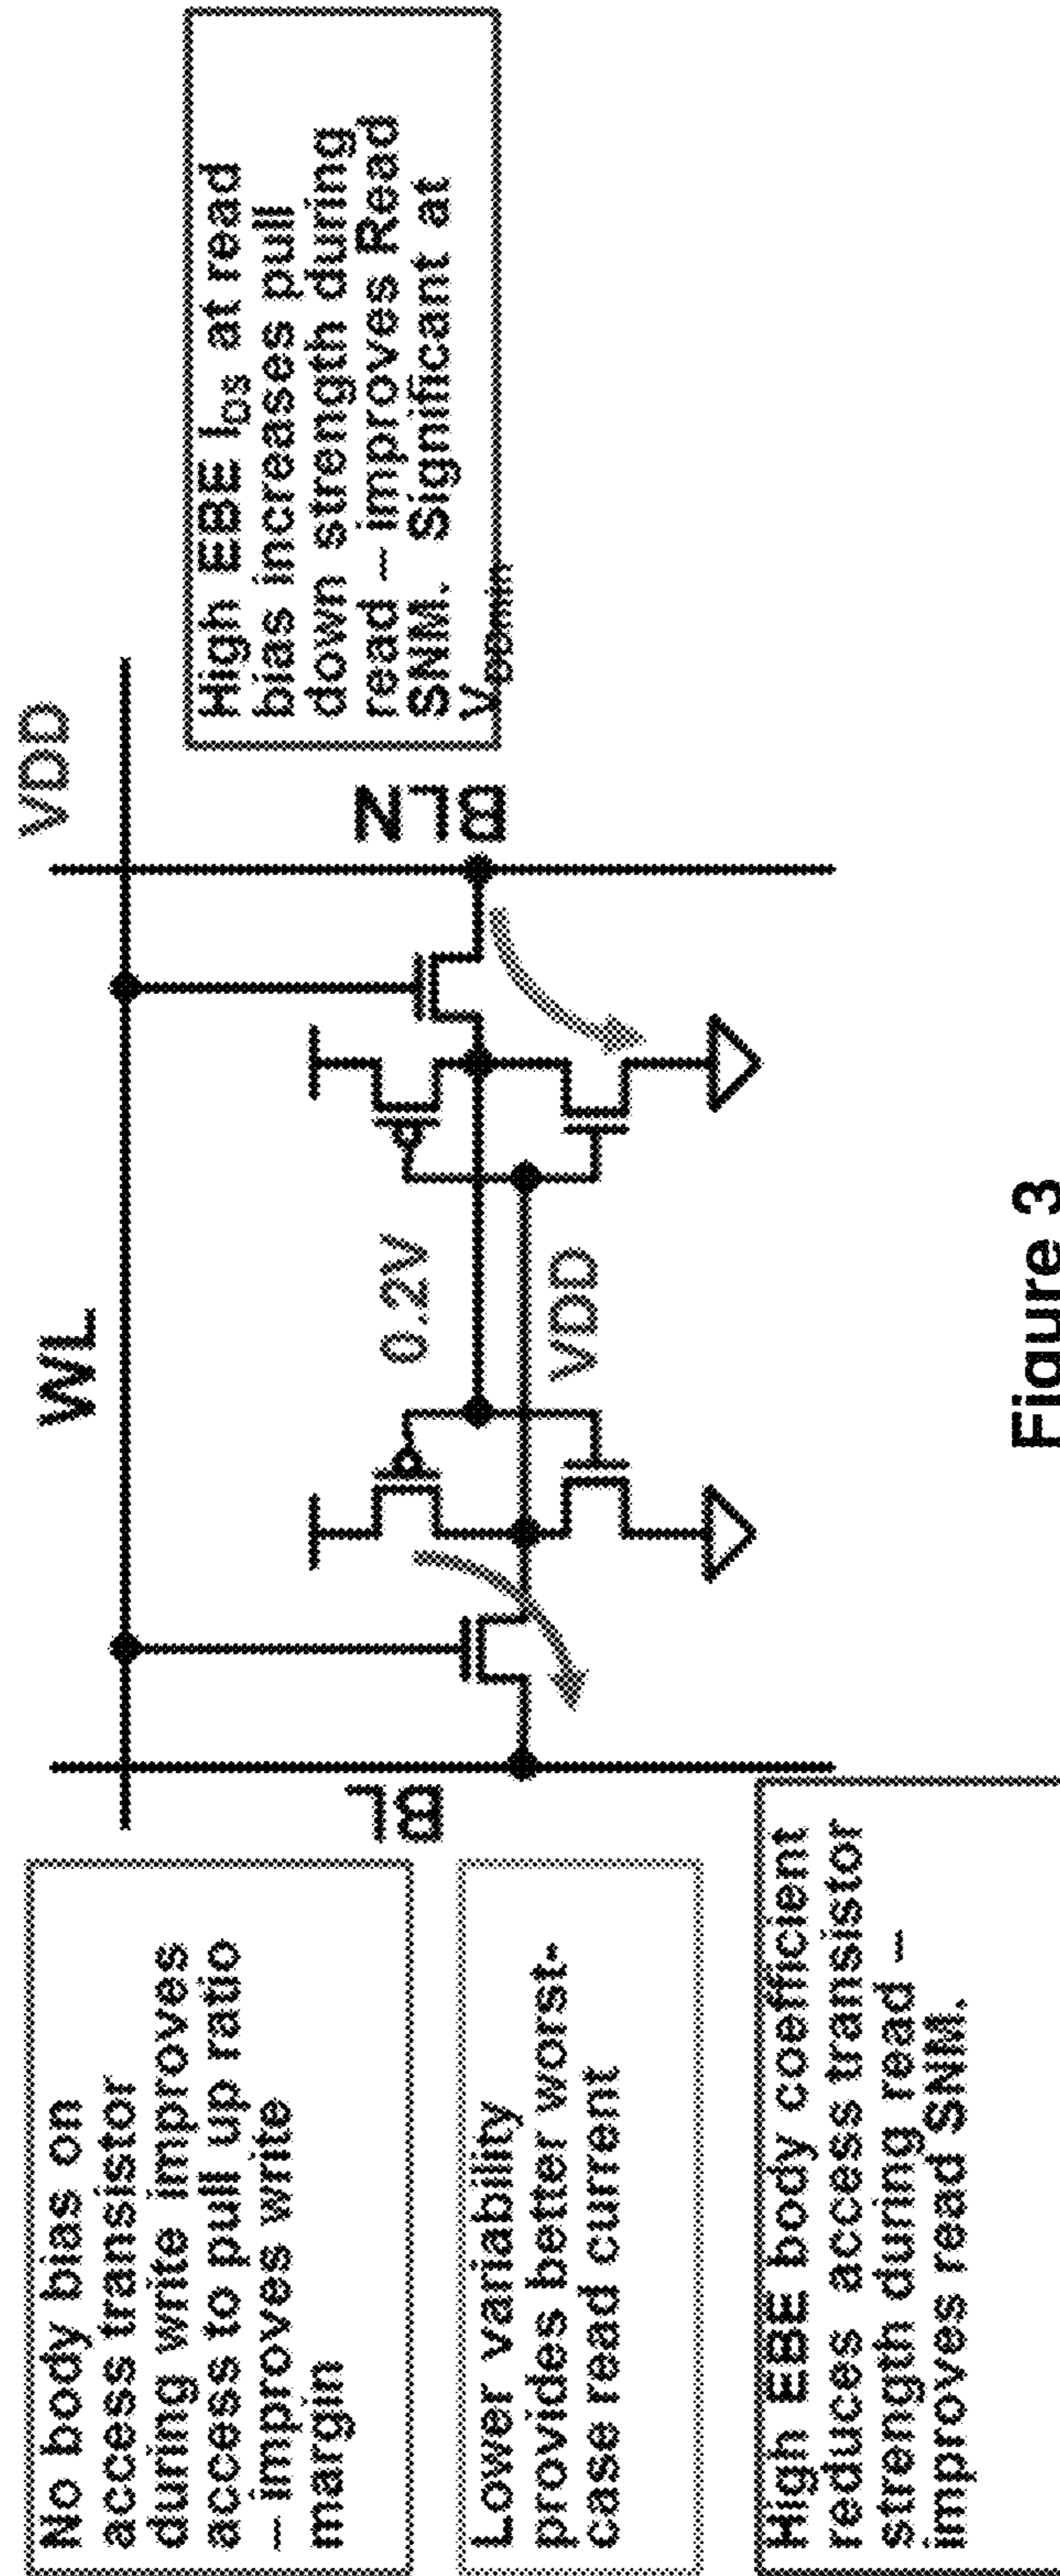 No body bias on
access transistor
during write improves
access to pull up ratio
– improves write
margin
Lower variability
provides better worst-
case read current
High EBE body coefficient
reduces access transistor
strength during read –
improves read SNM.
WL
VDD
BL
BLN
0.2V
VDD
High EBE IDS at read
bias increases pull
down strength during
read – improves Read
SNM. Significant at
VDDmin
Figure 3